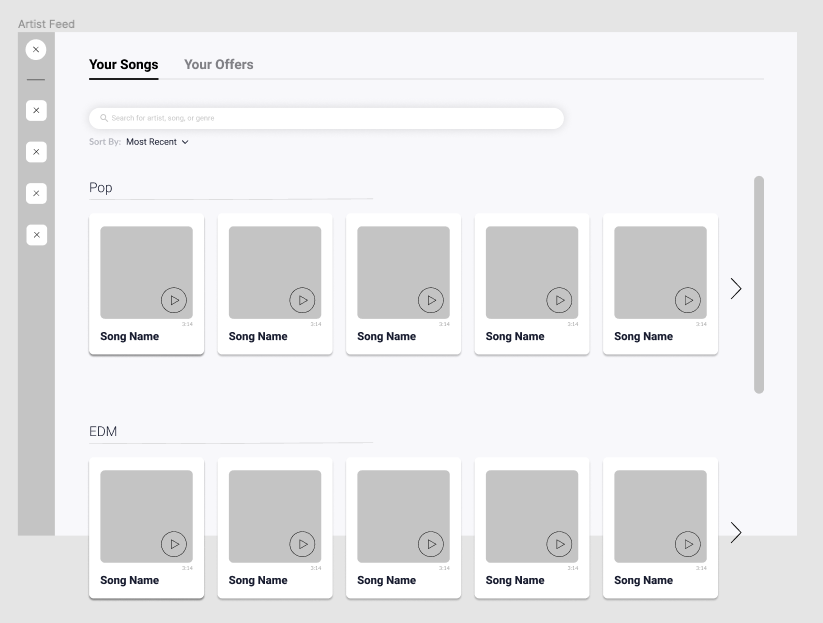 Artist Feed
Your Songs Your Offers
Search for artist, song, or genre
Sort By: Most Recent
Pop
3:14 3:14 3:14 3:14 3:14
Song Name Song Name Song Name Song Name Song Name
EDM
3:14 3:14 3:14 3:14 3:14
Song Name Song Name Song Name Song Name Song Name